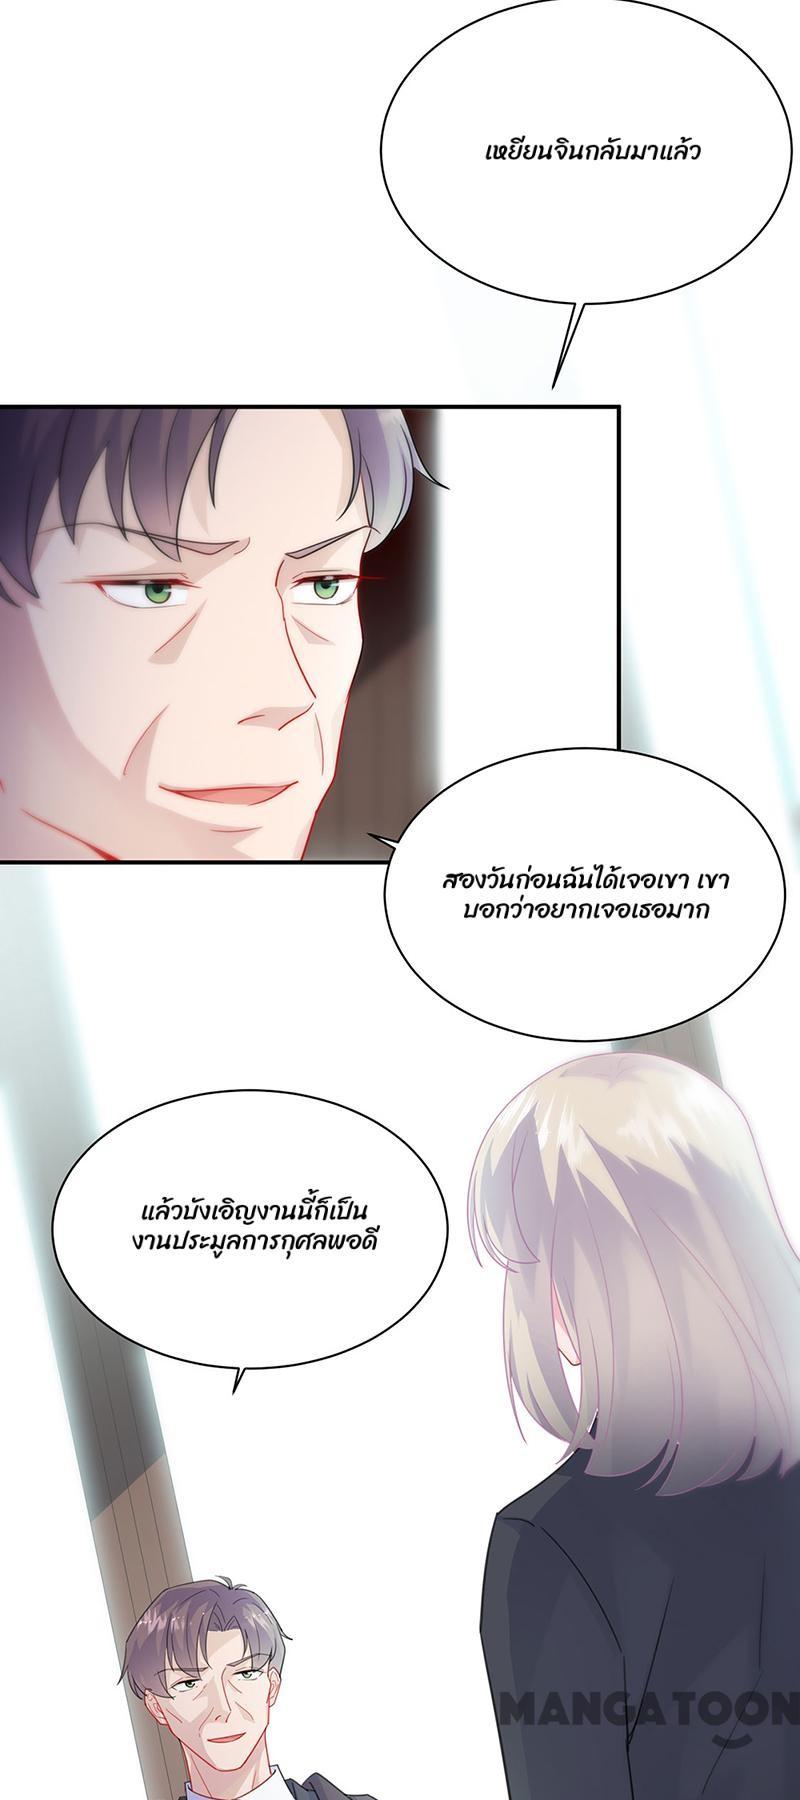 เหยียนจินกลับมาแล้ว
สองวันก่อนฉันได้เจอเขา เขา
บอกว่าอยากเจอเธอมาก
แล้วบังเอิญงานนี้ก็เป็น
งานประมูลการกุศลพอดี
MANGATOON